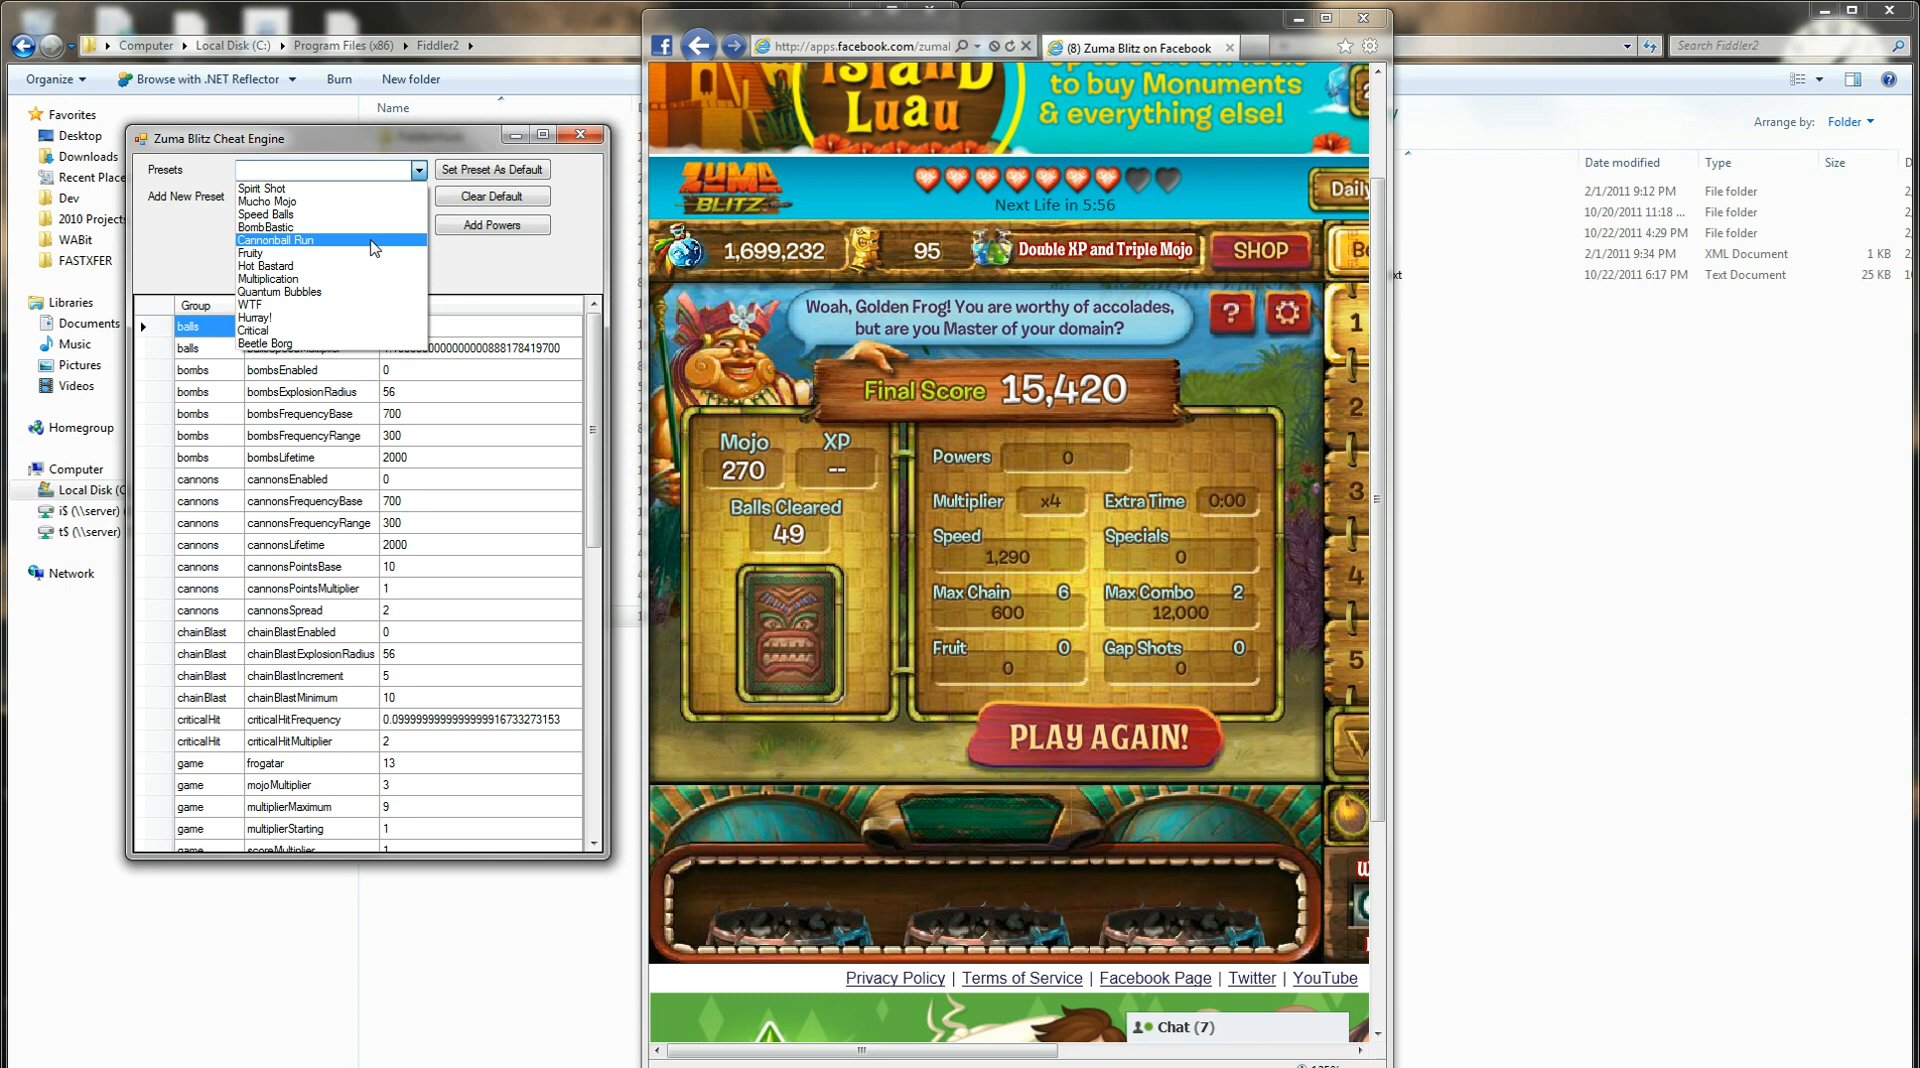 Computer Local Disk (C:) Program Files (x86) Fiddler2
Search Fiddler2
Organize Browse with .NET Reflector Burn New folder
Name
Favorites
Desktop
Downloads
Recent Place
Dev
2010 Projects
WABit
FASTXFER
Libraries
Documents
Music
Pictures
Videos
Homegroup
Computer
Local Disk (C
i$ (\\server) (
t$ (\\server)
Network
Zuma Blitz Cheat Engine
Presets
Set Preset As Default
Add New Preset
Clear Default
Add Powers
Spirit Shot
Mucho Mojo
Speed Balls
BombBastic
Cannonball Run
Fruity
Hot Bastard
Multiplication
Quantum Bubbles
WTF
Hurray!
Critical
Beetle Borg
Group
balls
balls
bombs bombsEnabled 0
bombs bombsExplosionRadius 56
bombs bombsFrequencyBase 700
bombs bombsFrequencyRange 300
bombs bombsLifetime 2000
cannons cannonsEnabled 0
cannons cannonsFrequencyBase 700
cannons cannonsFrequencyRange 300
cannons cannonsLifetime 2000
cannons cannonsPointsBase 10
cannons cannonsPointsMultiplier 1
cannons cannonsSpread 2
chainBlast chainBlastEnabled 0
chainBlast chainBlastExplosionRadius 56
chainBlast chainBlastIncrement 5
chainBlast chainBlastMinimum 10
criticalHit criticalHitFrequency 0.0999999999999999916733273153
criticalHit criticalHitMultiplier 2
game frogatar 13
game mojoMultiplier 3
game multiplierMaximum 9
game multiplierStarting 1
game scoreMultiplier 1
http://apps.facebook.com/zumal
(8) Zuma Blitz on Facebook
Island
Luau
to buy Monuments
& everything else!
ZUMA
BLITZ
Next Life in 5:56
Daily
1,699,232
95
Double XP and Triple Mojo
SHOP
Woah, Golden Frog! You are worthy of accolades,
but are you Master of your domain?
?
Final Score 15,420
Mojo
270
XP
--
Balls Cleared
49
Powers 0
Multiplier x4
Extra Time 0:00
Speed
1,290
Specials
0
Max Chain 6
600
Max Combo 2
12,000
Fruit 0
0
Gap Shots 0
0
PLAY AGAIN!
1
2
3
4
5
Privacy Policy | Terms of Service | Facebook Page | Twitter | YouTube
Chat (7)
Arrange by: Folder
Date modified Type Size
2/1/2011 9:12 PM File folder
10/20/2011 11:18 ... File folder
10/22/2011 4:29 PM File folder
2/1/2011 9:34 PM XML Document 1 KB
10/22/2011 6:17 PM Text Document 25 KB